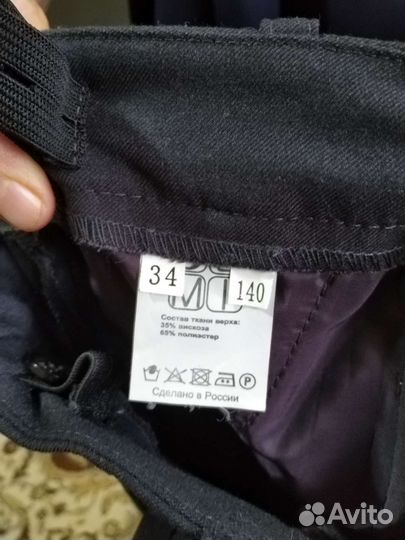 34
140
Состав ткани верха:
35% вискоза
65% полиэстер
P
Сделано в России
Avito